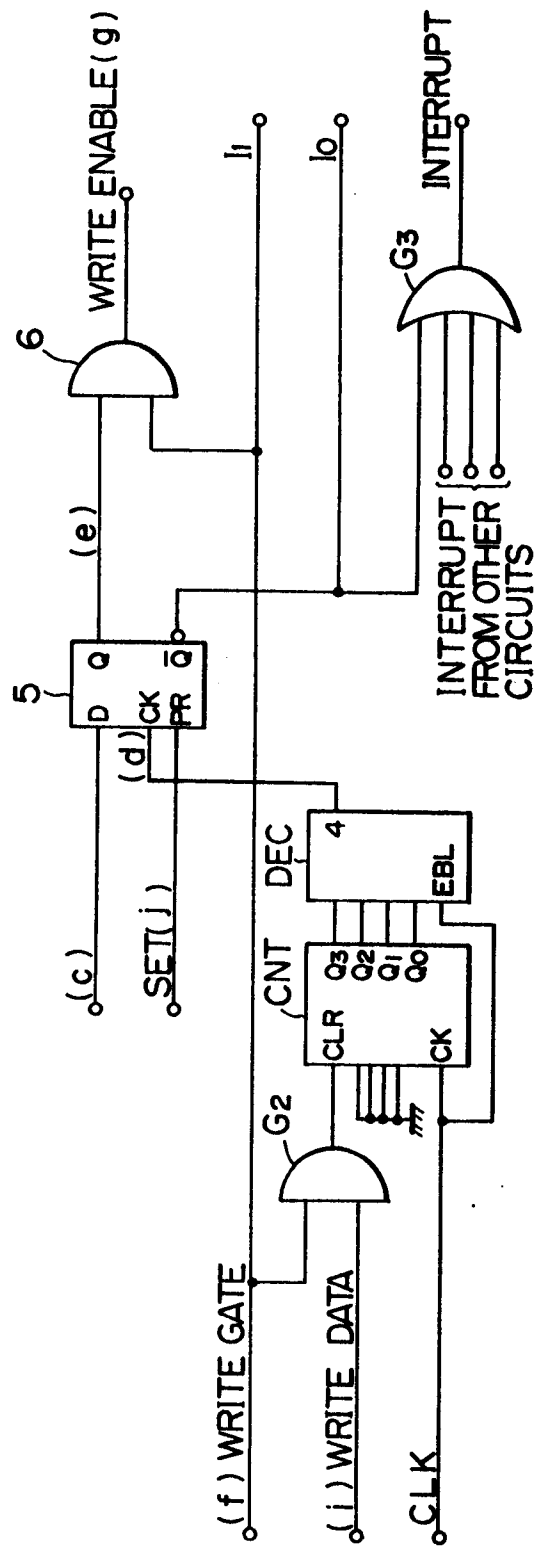 (f) WRITE GATE
(i) WRITE DATA
CLK
G2
CLR
CK
CNT
Q3
Q2
Q1
Q0
DEC
4
EBL
(c)
SET(j)
(d)
5
D
CK
PR
Q
Q̅
(e)
6
WRITE ENABLE(g)
I1
I0
G3
INTERRUPT
INTERRUPT
FROM OTHER
CIRCUITS